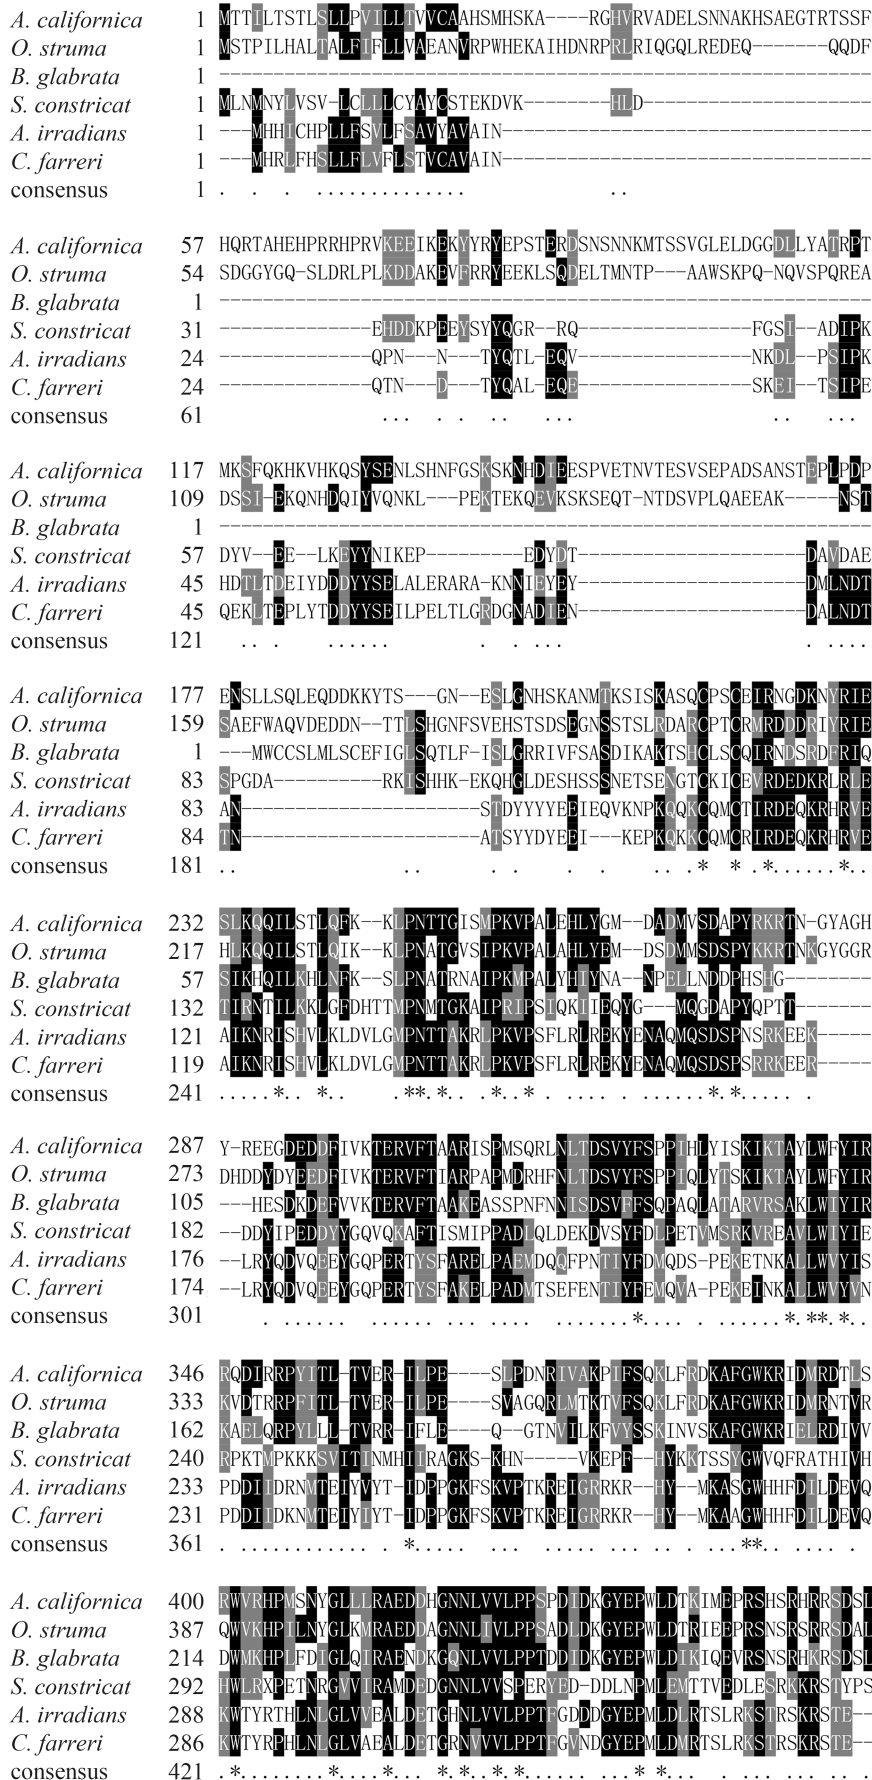 A. californica 1 MTTILTSTLSLLPVILLTVVCAAHSMHSKA----RGHVRVADELSNNAKHSAEGTRTSSF
O. struma 1 MSTPILHALTALFIFLLVAEANVRPWHEKAIHDNRPRLRIQGQLREDEQ-------QQDF
B. glabrata 1 ------------------------------------------------------------
S. constricat 1 MLNMNYLVSV-LCLLLLCYAYCSTEKDVK--------HLD---------------------
A. irradians 1 ---MHHICHPLLFSVLFSAVYAVAIN----------------------------------
C. farreri 1 ---MHRLFHSLLFLVFLSTVCAVAIN----------------------------------
consensus 1 . . . .............. ..
A. californica 57 HQRTAHEHPRRHPRVKEEIKEKYYRYEPSTERDSNSNNKMTSSVGLELDGGDLLYATRPT
O. struma 54 SDGGYGQ-SLDRLPLKDDAKEVFRRYEEKLSQDELTMNTP---AAWSKPQ-NQVSPQREA
B. glabrata 1 ------------------------------------------------------------
S. constricat 31 --------------EHDDKPEEYSYYQGR--RQ----------------FGSI--ADIPK
A. irradians 24 --------------QPN--N---TYQTL-EQV----------------NKDL--PSIPK
C. farreri 24 --------------QTN--D---TYQAL-EQE----------------SKEI--TSIPE
consensus 61 ... . . .. ... .. ...
A. californica 117 MKSFQKHKVHKQSYSENLSHNFGSKSKNHDIEESPVETNVTESVSEPADSANSTEPLPDP
O. struma 109 DSSI-EKQNHDQIYVQNKL---PEKTEKQEVKSKSEQT-NTDSVPLQAEEAK-----NST
B. glabrata 1 ------------------------------------------------------------
S. constricat 57 DYV--EE--LKEYYNIKEP---------EDYDT---------------------DAVDAE
A. irradians 45 HDTLTDEIYDDDYYSELALERARA-KNNIEYEY---------------------DMLNDT
C. farreri 45 QEKLTEPLYTDDYYSEILPELTLGRDGNADIEN---------------------DALNDT
consensus 121 .. . ...... . . ... . ....
A. californica 177 ENSLLSQLEQDDKKYTS---GN--ESLGNHSKANMTKSISKASQCPSCEIRNGDKNYRIE
O. struma 159 SAEFWAQVDEDDN--TTLSHGNFSVEHSTSDSEGNSSTSLRDARCPTCRMRDDDRIYRIE
B. glabrata 1 ---MWCCSLMLSCEFIGLSQTLF-ISLGRRIVFSASDIKAKTSHCLSCQIRNDSRDFRIQ
S. constricat 83 SPGDA----------RKISHHK-EKQHGLDESHSSSNETSENGTCKICEVRDEDKRLRLE
A. irradians 83 AN----------------------STDYYYYEEIEQVKNPKQQKCQMCTIRDEQKRHRVE
C. farreri 84 TN----------------------ATSYYDYEEI---KEPKQKKCQMCRIRDEQKRHRVE
consensus 181 .. .. .. . . .. ..* .* .*......*..
A. californica 232 SLKQQILSTLQFK--KLPNTTGISMPKVPALEHLYGM--DADMVSDAPYRKRTN-GYAGH
O. struma 217 HLKQQILSTLQIK--KLPNATGVSIPKVPALAHLYEM--DSDMMSDSPYKKRTNKGYGGR
B. glabrata 57 SIKHQILKHLNFK--SLPNATRNAIPKMPALYHIYNA--NPELLNDDPHSHG--------
S. constricat 132 TIRNTILKKLGFDHTTMPNMTGKAIPRIPSIQKIIEQYG---MQGDAPYQPTT-------
A. irradians 121 AIKNRISHVLKLDVLGMPNTTAKRLPKVPSFLRLREKYENAQMQSDSPNSRKEEK-----
C. farreri 119 AIKNRISHVLKLDVLGMPNTTAKRLPKVPSFLRLREKYENAQMQSDSPSRRKEER-----
consensus 241 .....*...*.. ..**.*....*..*. .......... ...*.*.. . . .
A. californica 287 Y-REEGDEDDFIVKTERVFTAARISPMSQRLNLTDSVYFSPPIHLYISKIKTAYLWFYIR
O. struma 273 DHDDYDYEEDFIVKTERVFTIARPAPMDRHFNLTDSVYFSPPIQLYTSKIKTAYLWFYIR
B. glabrata 105 ---HESDKDEFVVKTERVFTAAKEASSPNFNNISDSVFFSQPAQLATARVRSAKLWIYIR
S. constricat 182 --DDYIPEDDYYGQVQKAFTISMIPPADLQLDEKDVSYFDLPETVMSRKVREAVLWIYIE
A. irradians 176 --LRYQDVQEEYGQPERTYSFARELPAEMDQQFPNTIYFDMQDS-PEKETNKALLWVYIS
C. farreri 174 --LRYQDVQEEYGQPERTYSFAKELPADMTSEFENTIYFEMQVA-PEKEINKALLWVYVN
consensus 301 . ...... ........ .... .. ....*.. . . ......*.**.*..
A. californica 346 RQDIRRPYITL-TVER-ILPE----SLPDNRIVAKPIFSQKLFRDKAFGWKRIDMRDTLS
O. struma 333 KVDTRRPFITL-TVER-ILPE----SVAGQRLMTKTVFSQKLFRDKAFGWKRIDMRNTVR
B. glabrata 162 KAELQRPYLLL-TVRR-IFLE----Q--GTNVILKFVYSSKINVSKAFGWKRIELRDIVV
S. constricat 240 RPKTMPKKKSVITINMHIIRAGKS-KHN-----VKEPF--HYKKTSSYGWVQFRATHIVH
A. irradians 233 PDDIIDRNMTEIYVYT-IDPPGKFSKVPTKREIGRRKR--HY--MKASGWHHFDILDEVQ
C. farreri 231 PDDIIDKNMTEIYIYT-IDPPGKFSKVPTKREIGRRKR--HY--MKAAGWHHFDILDEVQ
consensus 361 . .............. .*.... . ... .... .. ...**.. .... . .
A. californica 400 RWVRHPMSNYGLLLRAEDDHGNNLVVLPPSPDIDKGYEPWLDTKIMEPRSHSRHRRSDSL
O. struma 387 QWVKHPILNYGLKMRAEDDAGNNLIVLPPSADLDKGYEPWLDTRIEEPRSNSRSRRSDAL
B. glabrata 214 DWMKHPLFDIGLQIRAENDKGQNLVVLPPTDDIDKGYEPWLDIKIQEVRSNSRHKRSDSL
S. constricat 292 HWLRKPETNRGVVIRAMDEDGNNLVVSPERYED-DDLNPMLEMTTVEDLESRKKRSTYPS
A. irradians 288 KWTYRTHLNLGLVVEALDETGHNLVVLPPTFGDDDGYEPMLDLRTSLRKSTRSKRSTE--
C. farreri 286 KWTYRPHLNLGLVAEALDETGRNVVVLPPTFGVNDGYEPMLDMRTSLRKSTRSKRSTE--
consensus 421 .*........*....*....*.*..*.*.... ......*.*... ...... .... .